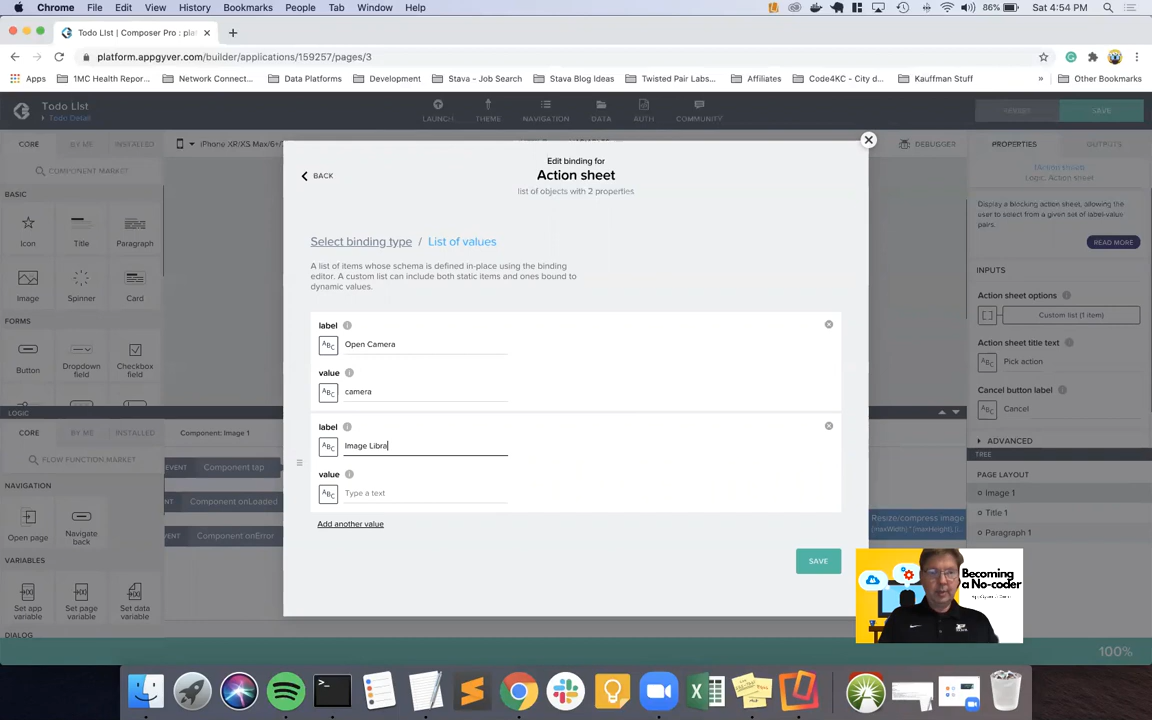 Chrome File Edit View History Bookmarks People Tab Window Help 86% Sat 4:54 PM
Todo List | Composer Pro : pla
platform.appgyver.com/builder/applications/159257/pages/3
Apps 1MC Health Repor... Network Connect... Data Platforms Development Stava - Job Search Stava Blog Ideas Twisted Pair Labs... Affiliates Code4KC - City d... Kauffman Stuff » Other Bookmarks
Todo List
Todo Detail
LAUNCH THEME NAVIGATION DATA AUTH COMMUNITY
SAVE
CORE BY ME INSTALLED
iPhone XR/XS Max/6+/
DEBUGGER
PROPERTIES OUTPUTS
COMPONENT MARKET
BASIC
Icon Title Paragraph
Image Spinner Card
FORMS
Button Dropdown field Checkbox field
LOGIC Component: Image 1
CORE BY ME INSTALLED
FLOW FUNCTION MARKET
NAVIGATION
Open page Navigate back
VARIABLES
Set app variable Set page variable Set data variable
DIALOG
EVENT Component tap
VENT Component onLoaded
VENT Component onError
Resize/compress image
BACK
Edit binding for
Action sheet
list of objects with 2 properties
Select binding type / List of values
A list of items whose schema is defined in-place using the binding
editor. A custom list can include both static items and ones bound to
dynamic values.
label
ABC Open Camera
value
ABC camera
label
ABC Image Libra
value
ABC Type a text
Add another value
SAVE
Logic: Action sheet
Display a blocking action sheet, allowing the
user to select from a given set of label-value
pairs.
READ MORE
INPUTS
Action sheet options
[ ] Custom list (1 item)
Action sheet title text
ABC Pick action
Cancel button label
ABC Cancel
ADVANCED
TREE
PAGE LAYOUT
Image 1
Title 1
Paragraph 1
Becoming
a No-coder
100%